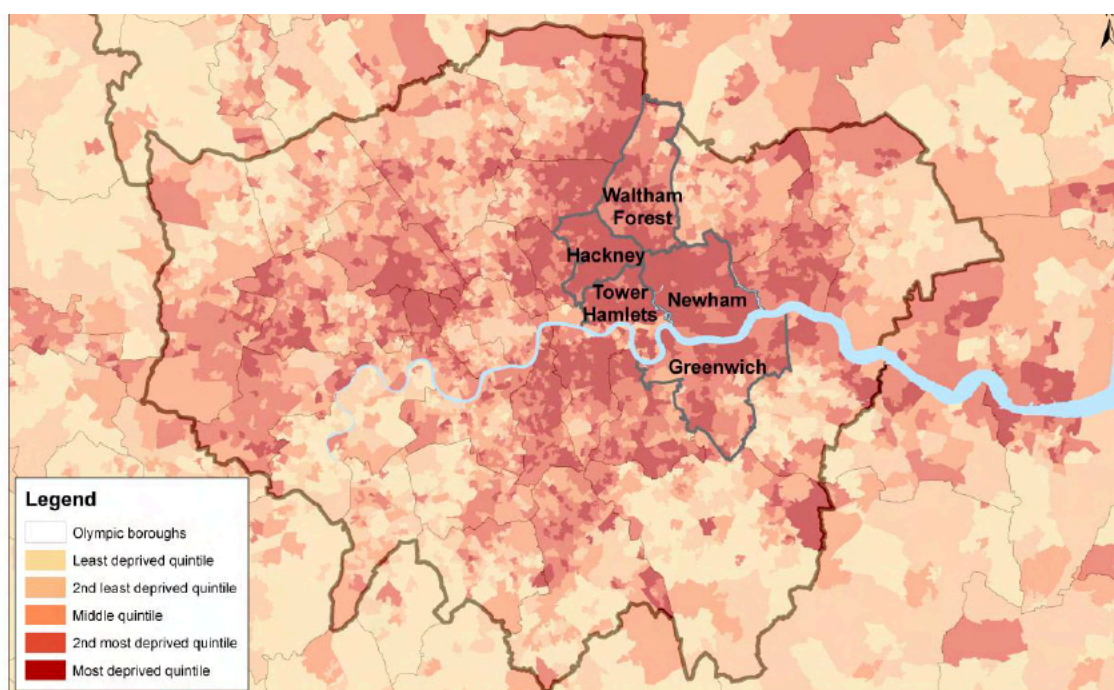 Waltham
Forest
Hackney
Tower
Hamlets
Newham
Greenwich
Legend
Olympic boroughs
Least deprived quintile
2nd least deprived quintile
Middle quintile
2nd most deprived quintile
Most deprived quintile